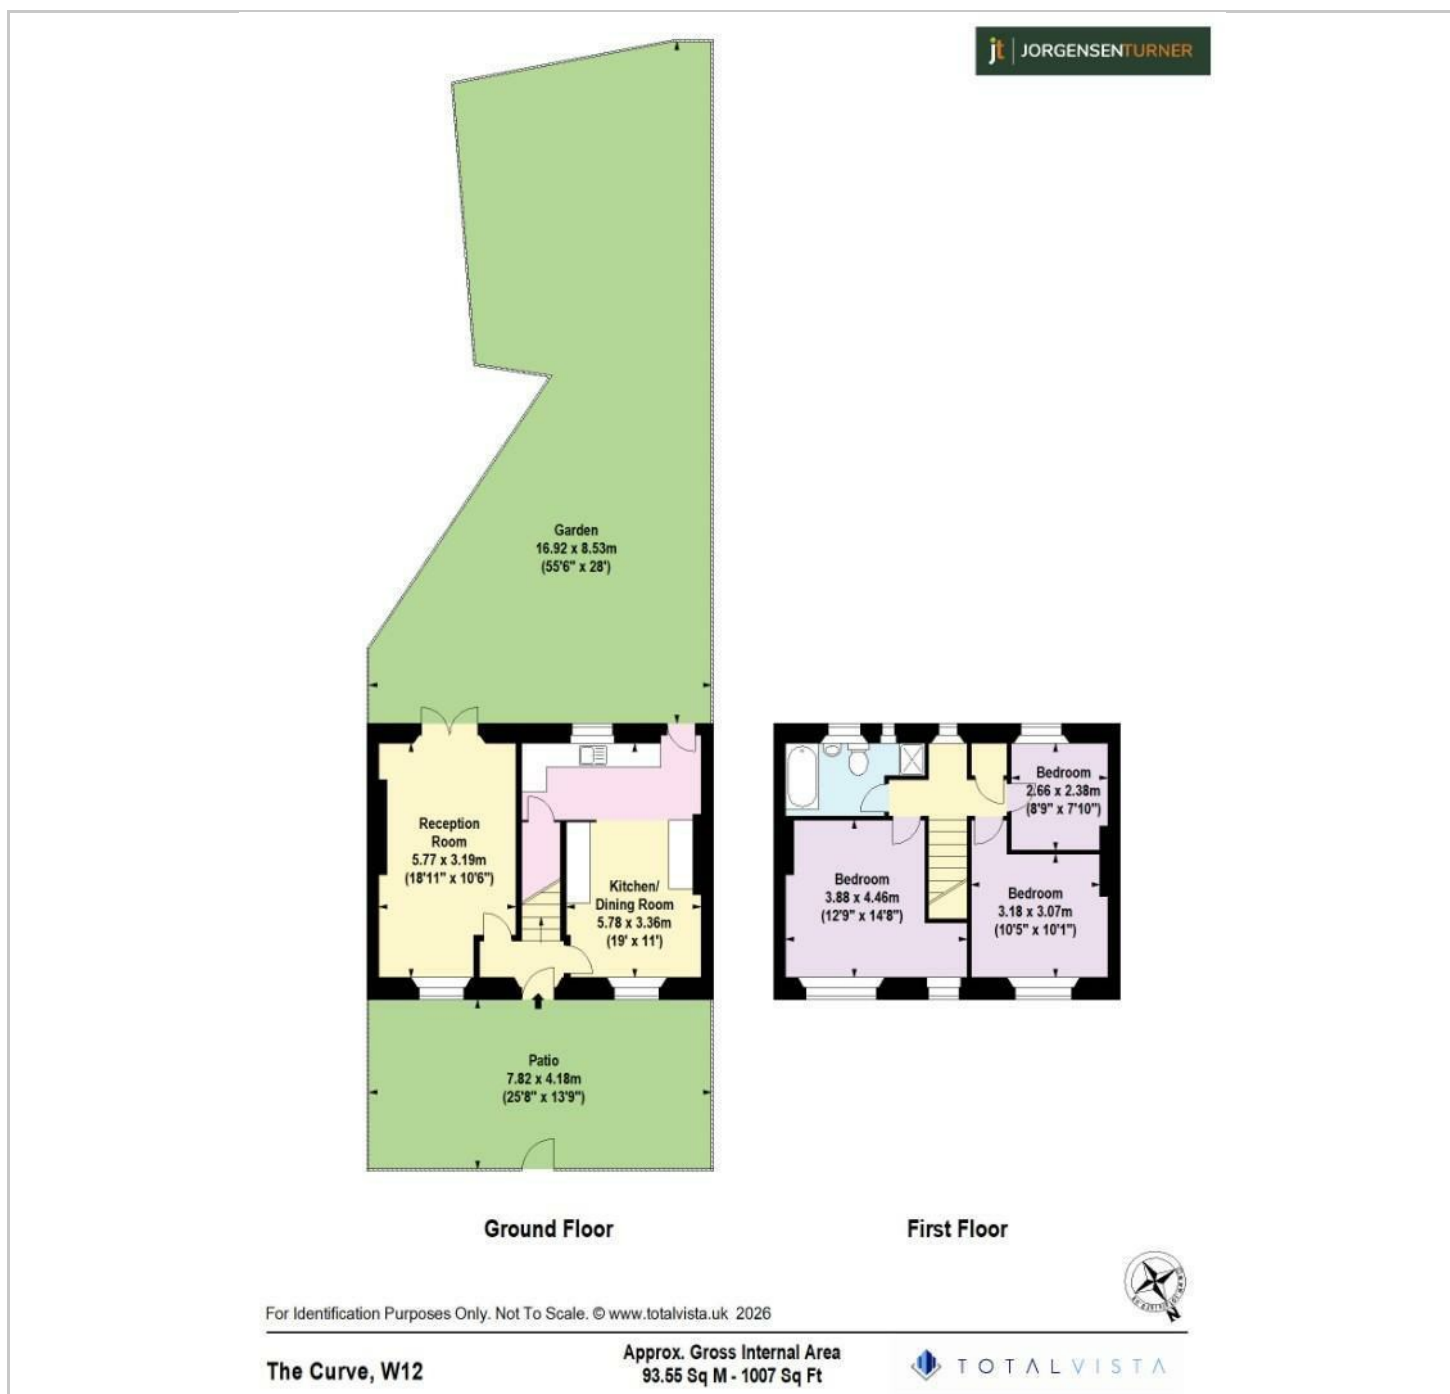 jt | JORGENSENTURNER
Garden
16.92 x 8.53m
(55'6" x 28')
Reception
Room
5.77 x 3.19m
(18'11" x 10'6")
Kitchen/
Dining Room
5.78 x 3.36m
(19' x 11')
Patio
7.82 x 4.18m
(25'8" x 13'9")
Bedroom
2.66 x 2.38m
(8'9" x 7'10")
Bedroom
3.88 x 4.46m
(12'9" x 14'8")
Bedroom
3.18 x 3.07m
(10'5" x 10'1")
Ground Floor
First Floor
N
For Identification Purposes Only. Not To Scale. © www.totalvista.uk 2026
The Curve, W12
Approx. Gross Internal Area
93.55 Sq M - 1007 Sq Ft
TOTALVISTA